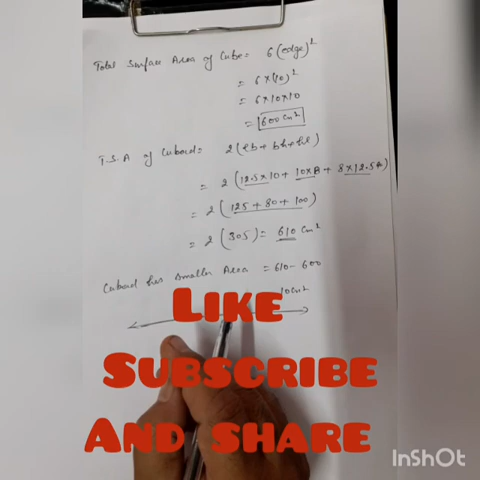 Total Surface Area of Cube = 6 (edge)²
= 6 × (10)²
= 6 × 10 × 10
= 600 cm²
T.S.A of Cuboid = 2 (lb + bh + hl)
= 2 (12.5 × 10 + 10 × 8 + 8 × 12.5)
= 2 (125 + 80 + 100)
= 2 (305) = 610 cm²
Cuboid has smaller Area = 610 - 600
10 cm²
LIKE
SUBSCRIBE
AND SHARE
InShOt